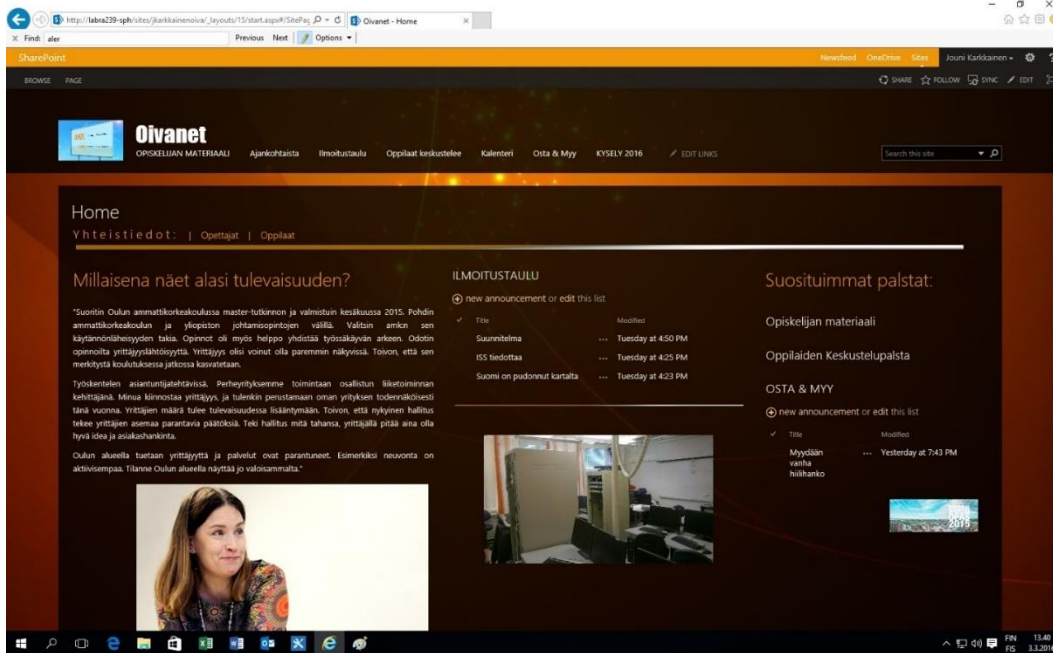 http://labra239-sph/sites/jkarkkainenoiva/_layouts/15/start.aspx#/SitePag
Oivanet - Home
Find: aler
Previous Next Options
SharePoint
Newsfeed OneDrive Sites Jouni Karkkainen
BROWSE PAGE
SHARE FOLLOW SYNC EDIT
Oivanet
OPISKELIJAN MATERIAALI Ajankohtaista Ilmoitustaulu Oppilaat keskustelee Kalenteri Osta & Myy KYSELY 2016 EDIT LINKS
Search this site
Home
Yhteistiedot: | Opettajat | Oppilaat
Millaisena näet alasi tulevaisuuden?
"Suoritin Oulun ammattikorkeakoulussa master-tutkinnon ja valmistuin kesäkuussa 2015. Pohdin
ammattikorkeakoulun ja yliopiston johtamisopintojen välillä. Valitsin amk:n sen
käytännönläheisyyden takia. Opinnot oli myös helppo yhdistää työssäkäyvän arkeen. Odotin
opinnoilta yrittäjyyslähtöisyyttä. Yrittäjyys olisi voinut olla paremmin näkyvissä. Toivon, että sen
merkitystä koulutuksessa jatkossa kasvatetaan.
Työskentelen asiantuntijatehtävissä. Perheyrityksemme toimintaan osallistun liiketoiminnan
kehittäjänä. Minua kiinnostaa yrittäjyys, ja tulenkin perustamaan oman yrityksen todennäköisesti
tänä vuonna. Yrittäjien määrä tulee tulevaisuudessa lisääntymään. Toivon, että nykyinen hallitus
tekee yrittäjien asemaa parantavia päätöksiä. Teki hallitus mitä tahansa, yrittäjällä pitää aina olla
hyvä idea ja asiakashankinta.
Oulun alueella tuetaan yrittäjyyttä ja palvelut ovat parantuneet. Esimerkiksi neuvonta on
aktiivisempaa. Tilanne Oulun alueella näyttää jo valoisammalta."
ILMOITUSTAULU
new announcement or edit this list
Title Modified
Suunnitelma ... Tuesday at 4:50 PM
ISS tiedottaa ... Tuesday at 4:25 PM
Suomi on pudonnut kartalta ... Tuesday at 4:23 PM
Suosituimmat palstat:
Opiskelijan materiaali
Oppilaiden Keskustelupalsta
OSTA & MYY
new announcement or edit this list
Title Modified
Myydään ... Yesterday at 7:43 PM
vanha
hiilihanko
2015
FIN 13.40
FIS 3.3.2016